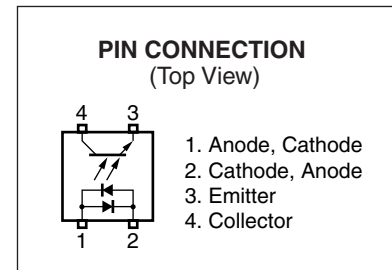 PIN CONNECTION
(Top View)
4 3
1. Anode, Cathode
2. Cathode, Anode
3. Emitter
4. Collector
1 2